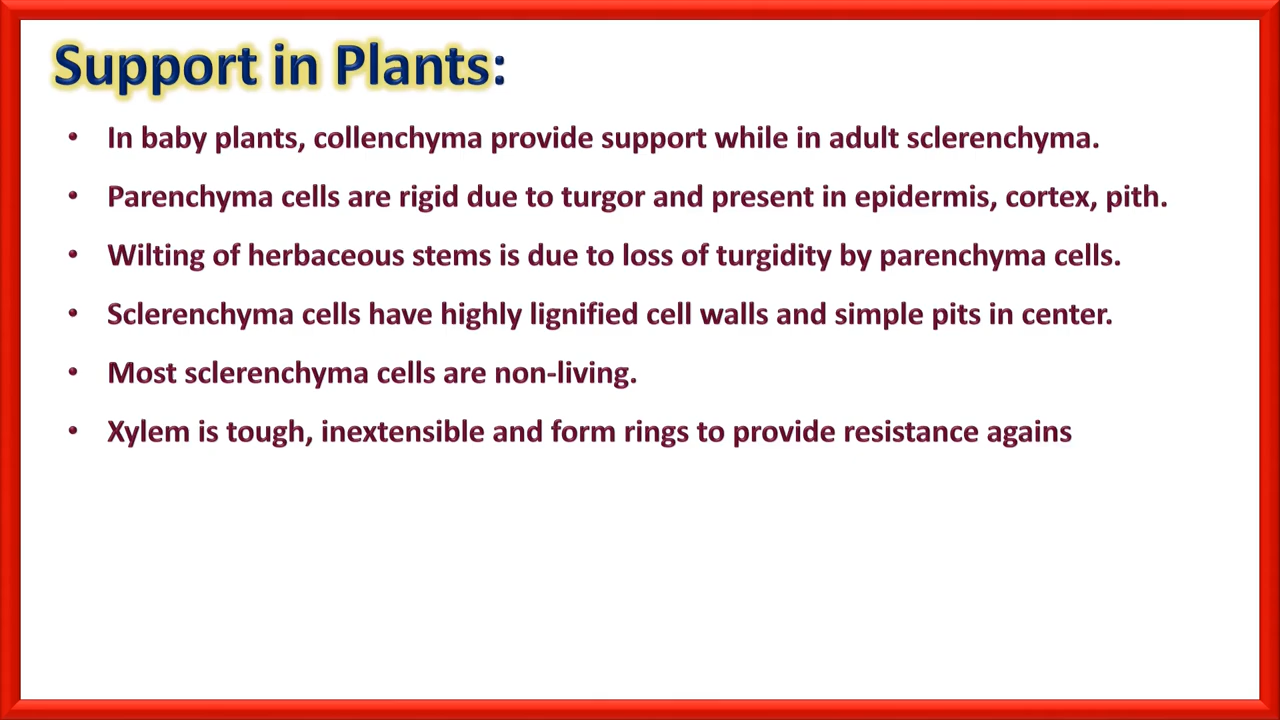 Support in Plants:
• In baby plants, collenchyma provide support while in adult sclerenchyma.
• Parenchyma cells are rigid due to turgor and present in epidermis, cortex, pith.
• Wilting of herbaceous stems is due to loss of turgidity by parenchyma cells.
• Sclerenchyma cells have highly lignified cell walls and simple pits in center.
• Most sclerenchyma cells are non-living.
• Xylem is tough, inextensible and form rings to provide resistance agains